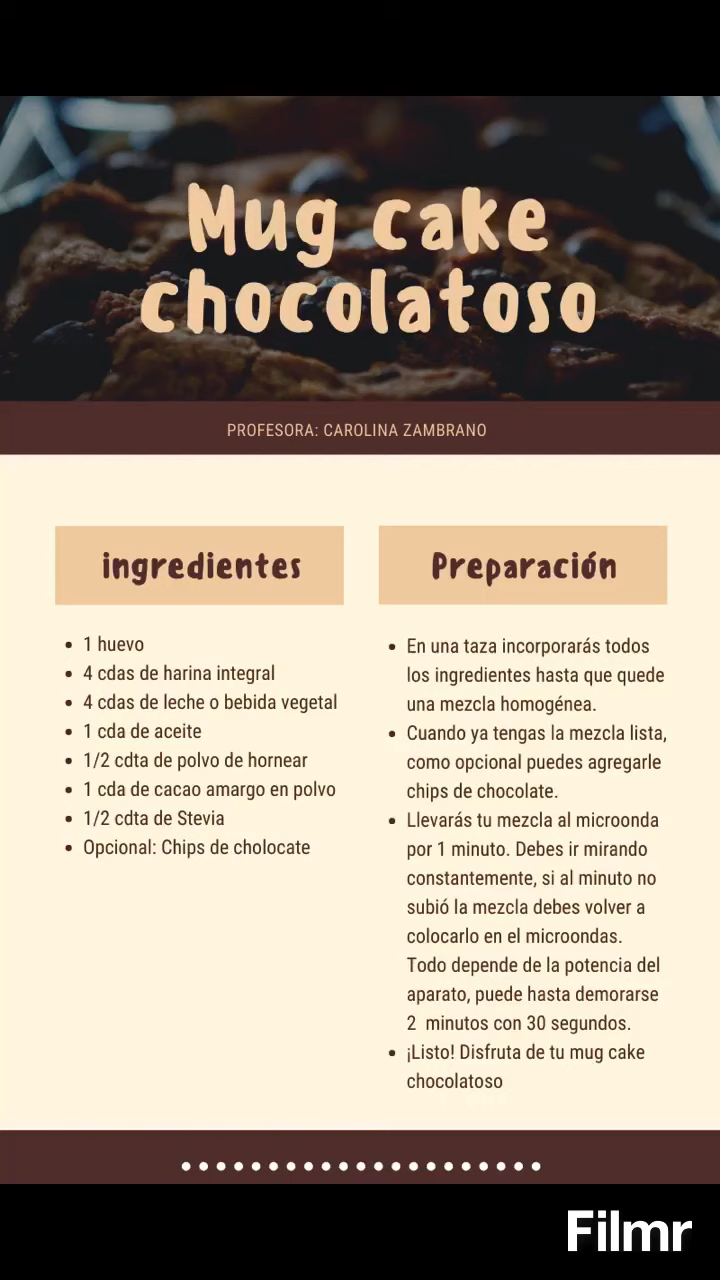 Mug cake
chocolatoso
PROFESORA: CAROLINA ZAMBRANO
ingredientes
• 1 huevo
• 4 cdas de harina integral
• 4 cdas de leche o bebida vegetal
• 1 cda de aceite
• 1/2 cdta de polvo de hornear
• 1 cda de cacao amargo en polvo
• 1/2 cdta de Stevia
• Opcional: Chips de cholocate
Preparación
• En una taza incorporarás todos
los ingredientes hasta que quede
una mezcla homogénea.
• Cuando ya tengas la mezcla lista,
como opcional puedes agregarle
chips de chocolate.
• Llevarás tu mezcla al microonda
por 1 minuto. Debes ir mirando
constantemente, si al minuto no
subió la mezcla debes volver a
colocarlo en el microondas.
Todo depende de la potencia del
aparato, puede hasta demorarse
2  minutos con 30 segundos.
• ¡Listo! Disfruta de tu mug cake
chocolatoso
Filmr